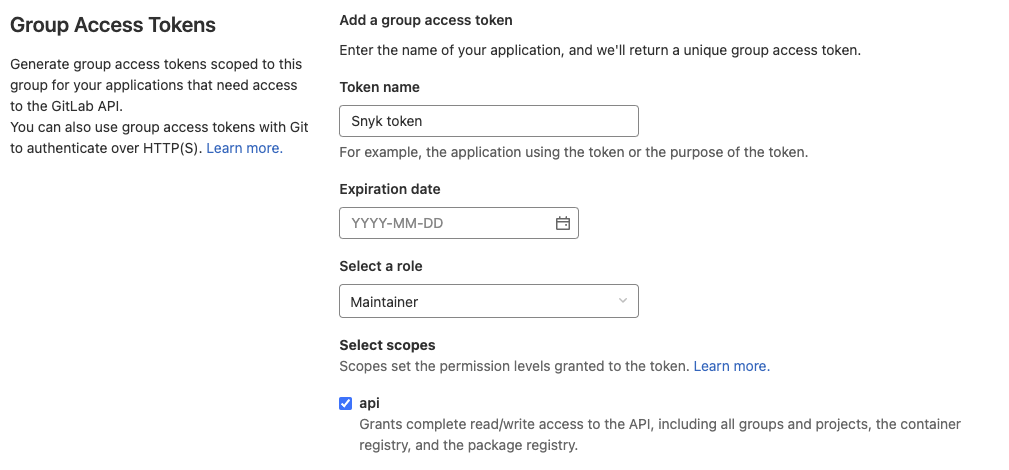 Group Access Tokens
Generate group access tokens scoped to this
group for your applications that need access
to the GitLab API.
You can also use group access tokens with Git
to authenticate over HTTP(S). Learn more.
Add a group access token
Enter the name of your application, and we'll return a unique group access token.
Token name
Snyk token
For example, the application using the token or the purpose of the token.
Expiration date
YYYY-MM-DD
Select a role
Maintainer
Select scopes
Scopes set the permission levels granted to the token. Learn more.
api
Grants complete read/write access to the API, including all groups and projects, the container
registry, and the package registry.